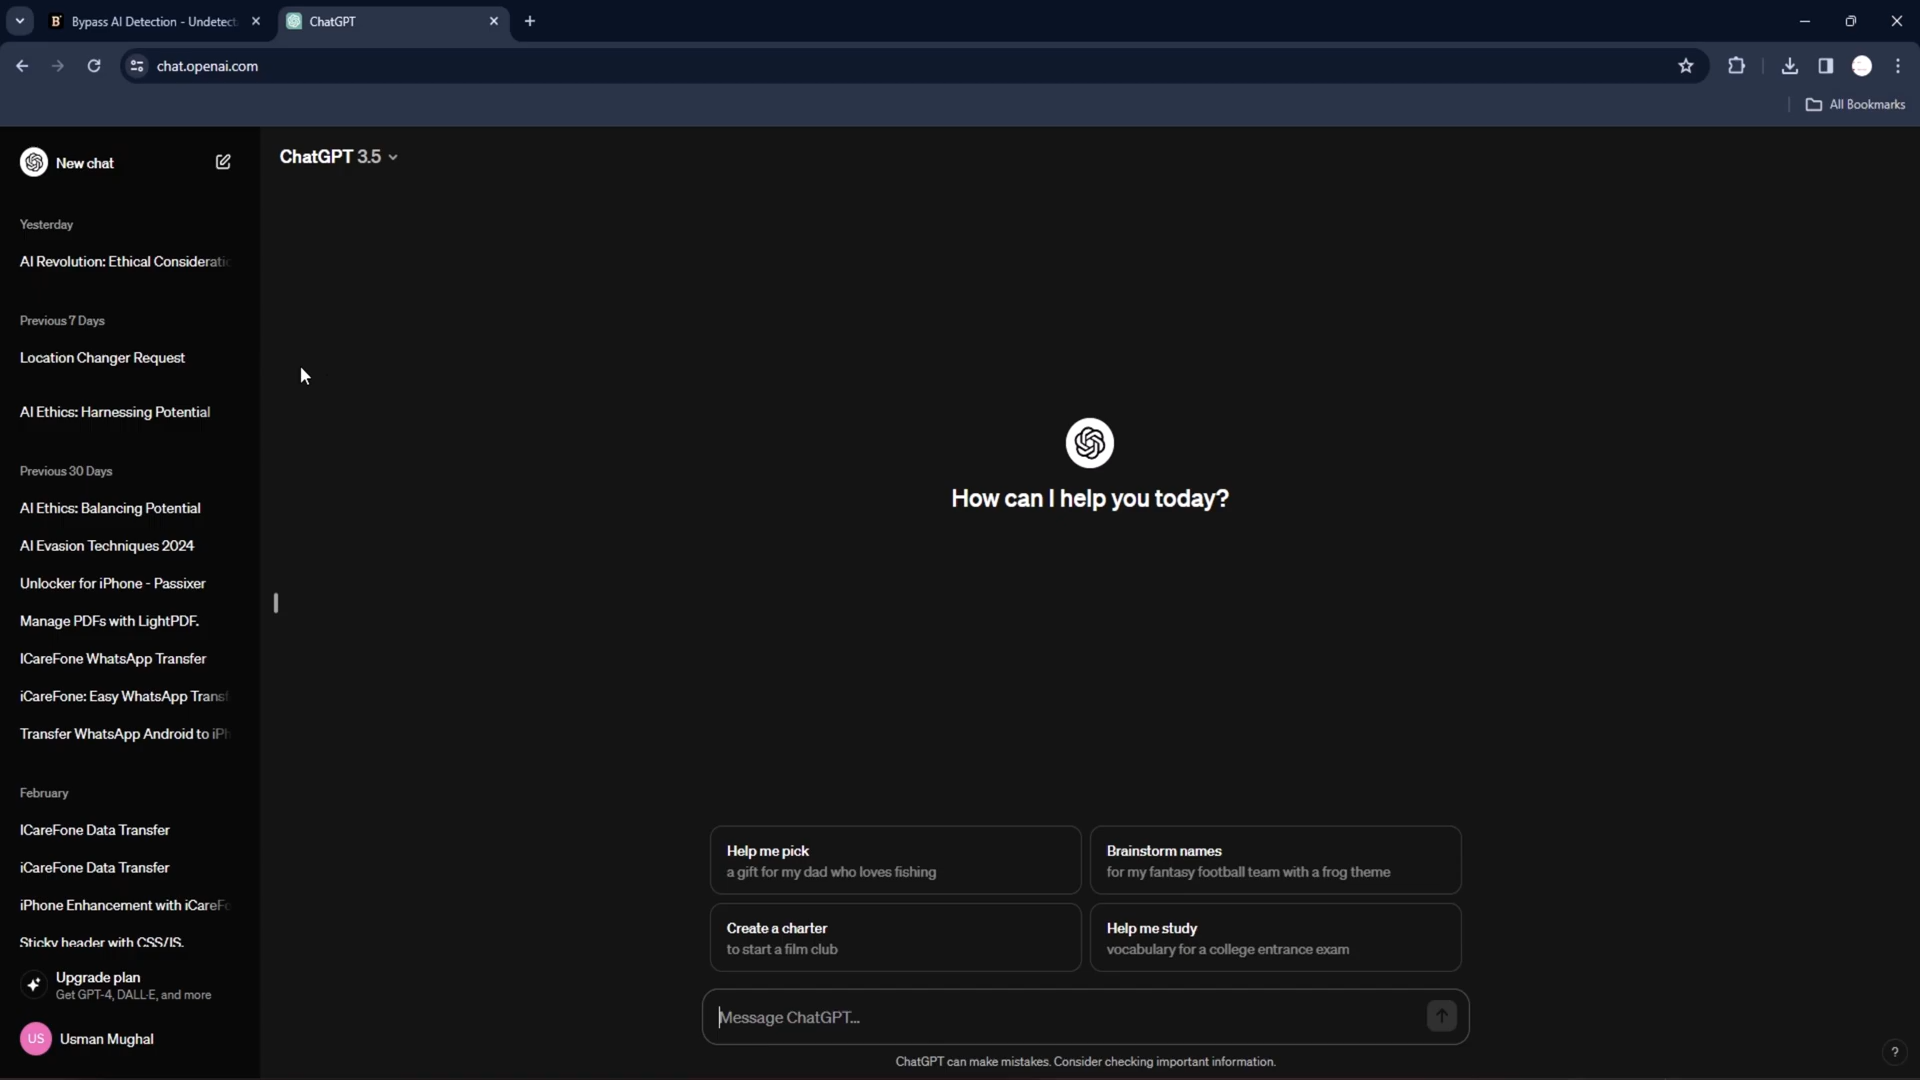 Bypass AI Detection - Undetect
ChatGPT
chat.openai.com
All Bookmarks
New chat
ChatGPT 3.5
Yesterday
AI Revolution: Ethical Consideratio
Previous 7 Days
Location Changer Request
AI Ethics: Harnessing Potential
Previous 30 Days
AI Ethics: Balancing Potential
AI Evasion Techniques 2024
Unlocker for iPhone - Passixer
Manage PDFs with LightPDF.
ICareFone WhatsApp Transfer
iCareFone: Easy WhatsApp Transf
Transfer WhatsApp Android to iPh
February
ICareFone Data Transfer
iCareFone Data Transfer
iPhone Enhancement with iCareFo
Sticky header with CSS/JS.
Upgrade plan
Get GPT-4, DALL·E, and more
US
Usman Mughal
How can I help you today?
Help me pick
a gift for my dad who loves fishing
Brainstorm names
for my fantasy football team with a frog theme
Create a charter
to start a film club
Help me study
vocabulary for a college entrance exam
Message ChatGPT...
ChatGPT can make mistakes. Consider checking important information.
?